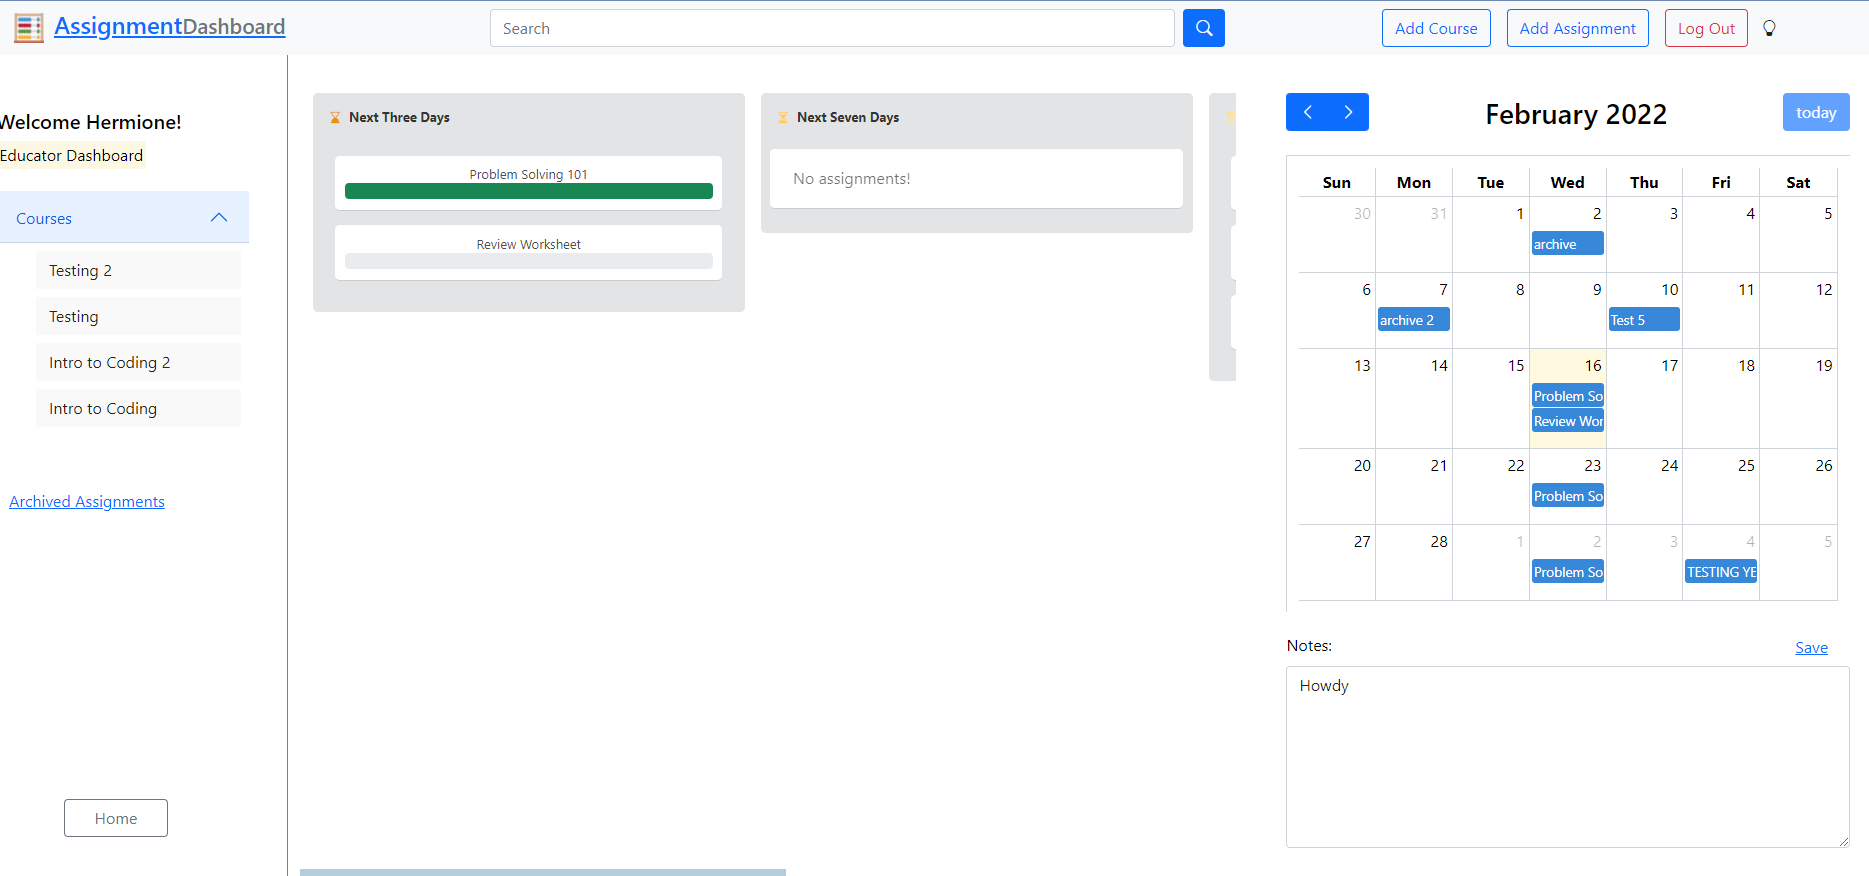 AssignmentDashboard
Search
Add Course
Add Assignment
Log Out
Welcome Hermione!
Educator Dashboard
Courses
Testing 2
Testing
Intro to Coding 2
Intro to Coding
Archived Assignments
Home
Next Three Days
Problem Solving 101
Review Worksheet
Next Seven Days
No assignments!
February 2022
today
Sun Mon Tue Wed Thu Fri Sat
30 31 1 2 3 4 5
archive
6 7 8 9 10 11 12
archive 2 Test 5
13 14 15 16 17 18 19
Problem So
Review Wor
20 21 22 23 24 25 26
Problem So
27 28 1 2 3 4 5
Problem So TESTING YE
Notes:
Save
Howdy